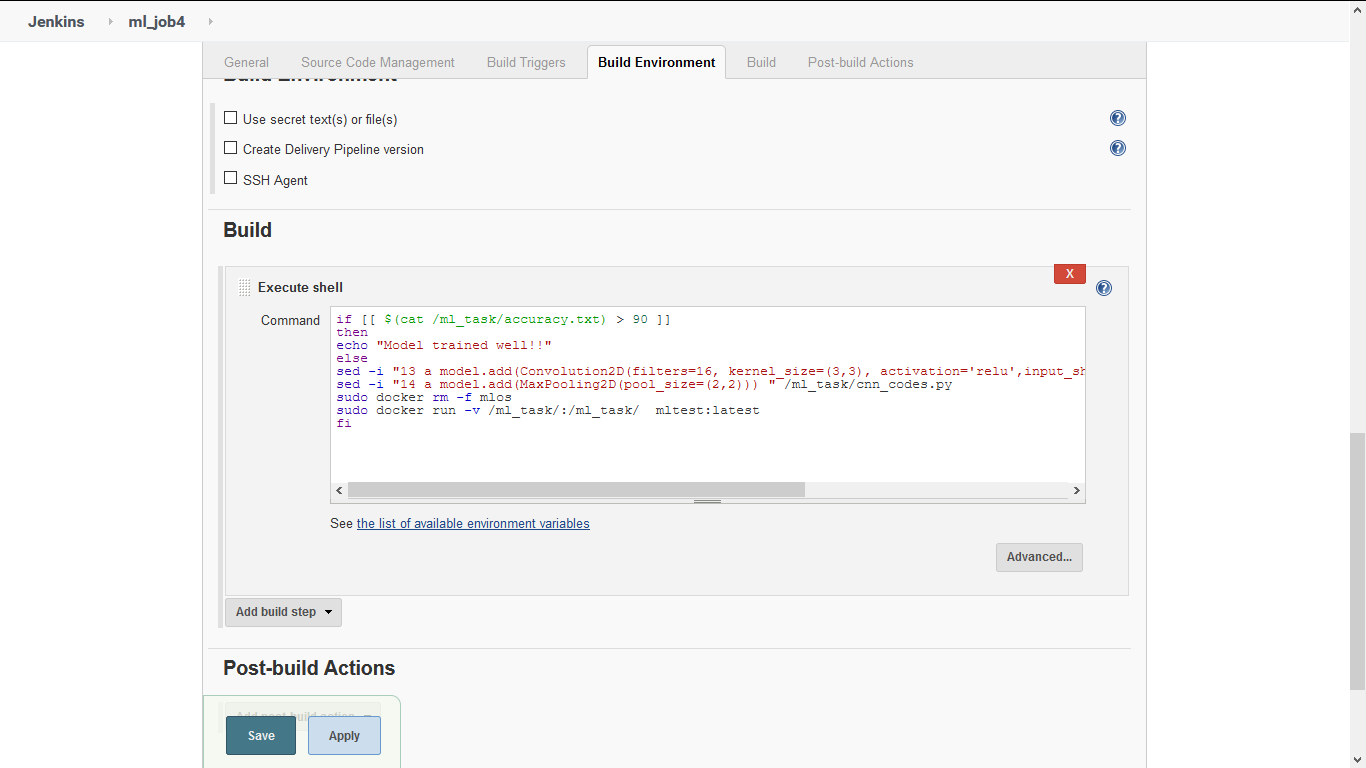 Jenkins ml_job4
General Source Code Management Build Triggers Build Environment Build Post-build Actions
Build Environment
Use secret text(s) or file(s)
Create Delivery Pipeline version
SSH Agent
Build
X
Execute shell
Command
if [[ $(cat /ml_task/accuracy.txt) > 90 ]]
then
echo "Model trained well!!"
else
sed -i "13 a model.add(Convolution2D(filters=16, kernel_size=(3,3), activation='relu',input_sh
sed -i "14 a model.add(MaxPooling2D(pool_size=(2,2))) " /ml_task/cnn_codes.py
sudo docker rm -f mlos
sudo docker run -v /ml_task/:/ml_task/  mltest:latest
fi
See the list of available environment variables
Advanced...
Add build step
Post-build Actions
Add post-build action
Save Apply